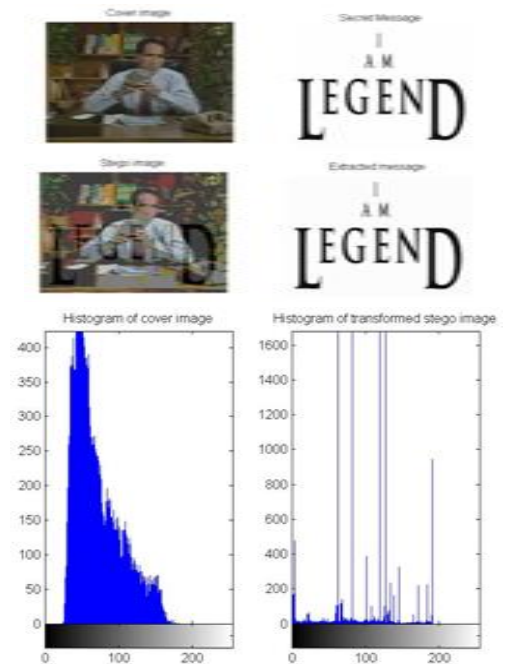 Cover image
Secret Message
I
A M
LEGEND
Stego image
Extracted message
LEGEND
I
A M
LEGEND
Histogram of cover image
Histogram of transformed stego image
400
350
300
250
200
150
100
50
0
0
100
200
1600
1400
1200
1000
800
600
400
200
0
0
100
200